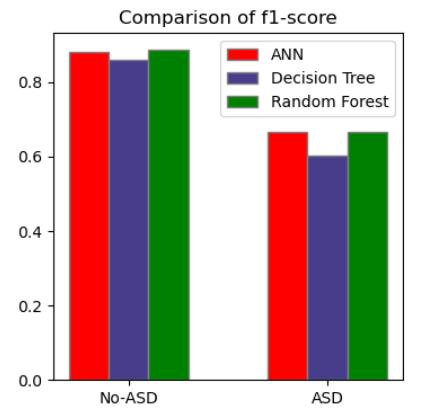 Comparison of f1-score
ANN
Decision Tree
Random Forest
0.8
0.6
0.4
0.2
0.0
No-ASD
ASD